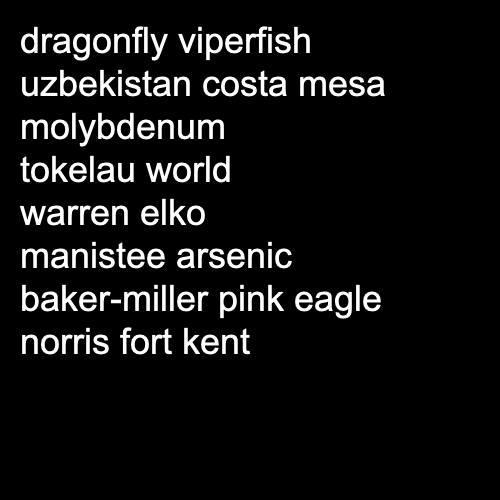 dragonfly viperfish
uzbekistan costa mesa
molybdenum
tokelau world
warren elko
manistee arsenic
baker-miller pink eagle
norris fort kent